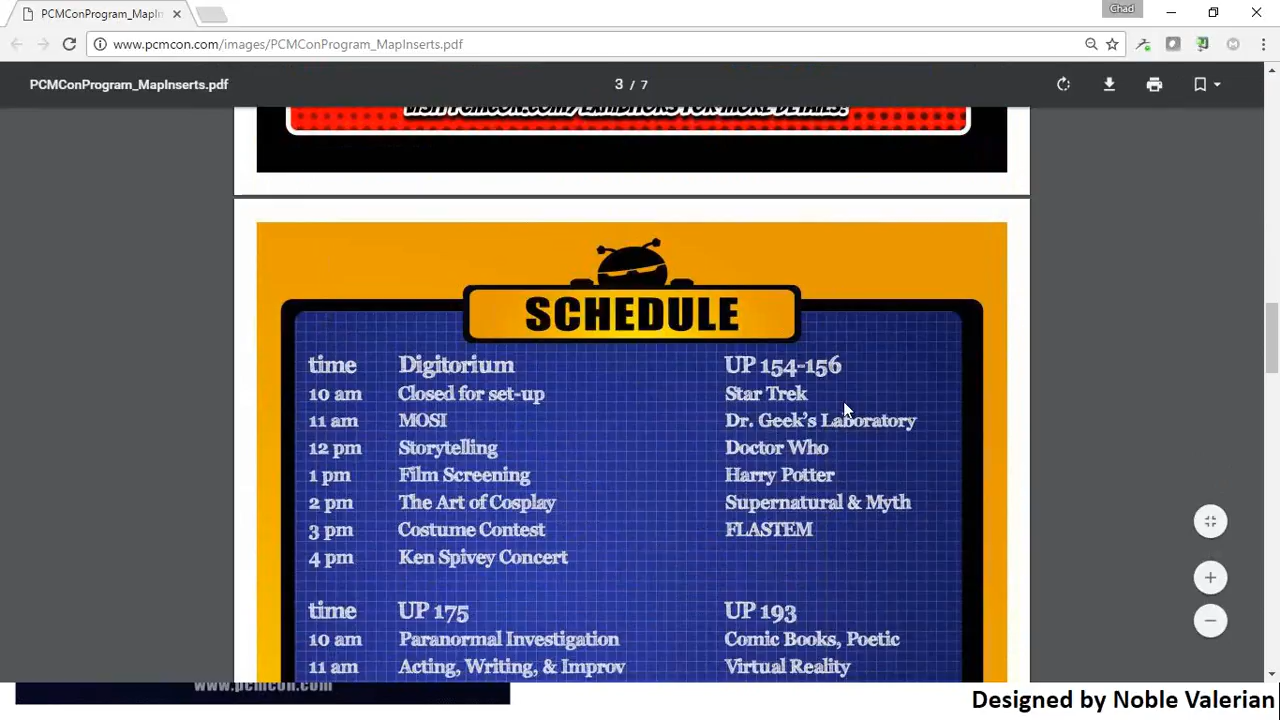 PCMConProgram_MapIn
Chad
www.pcmcon.com/images/PCMConProgram_MapInserts.pdf
PCMConProgram_MapInserts.pdf
3 / 7
SCHEDULE
time Digitorium UP 154-156
10 am Closed for set-up Star Trek
11 am MOSI Dr. Geek's Laboratory
12 pm Storytelling Doctor Who
1 pm Film Screening Harry Potter
2 pm The Art of Cosplay Supernatural & Myth
3 pm Costume Contest FLASTEM
4 pm Ken Spivey Concert
time UP 175 UP 193
10 am Paranormal Investigation Comic Books, Poetic
11 am Acting, Writing, & Improv Virtual Reality
www.pcmcon.com
Designed by Noble Valerian